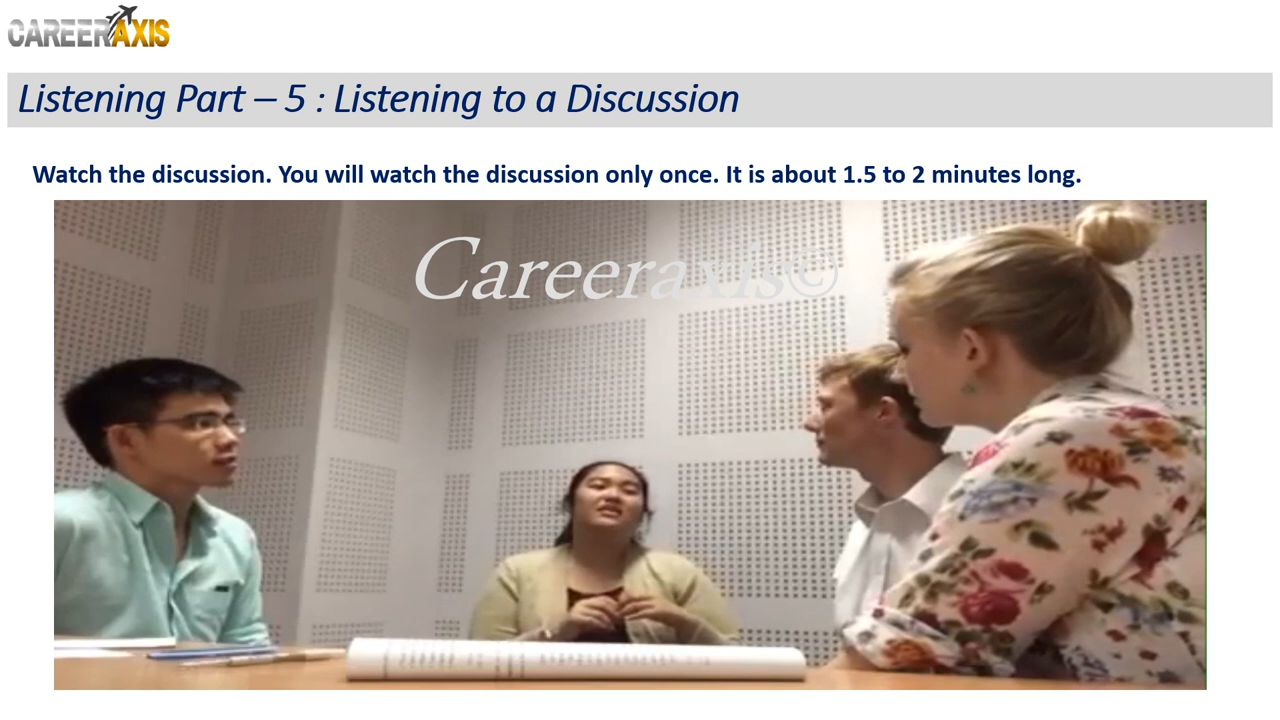 CAREERAXIS
Listening Part – 5 : Listening to a Discussion
Watch the discussion. You will watch the discussion only once. It is about 1.5 to 2 minutes long.
Careeraxis©